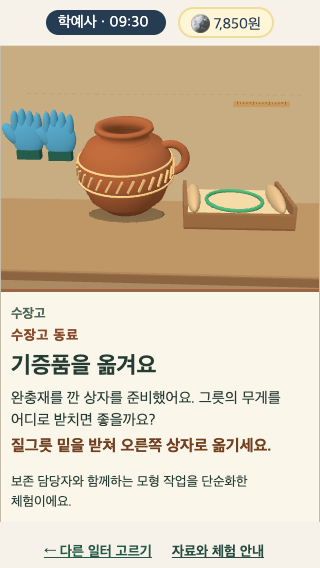 학예사 · 09:30
7,850원
수장고
수장고 동료
기증품을 옮겨요
완충재를 깐 상자를 준비했어요. 그릇의 무게를
어디로 받치면 좋을까요?
질그릇 밑을 받쳐 오른쪽 상자로 옮기세요.
보존 담당자와 함께하는 모형 작업을 단순화한
체험이에요.
← 다른 일터 고르기
자료와 체험 안내